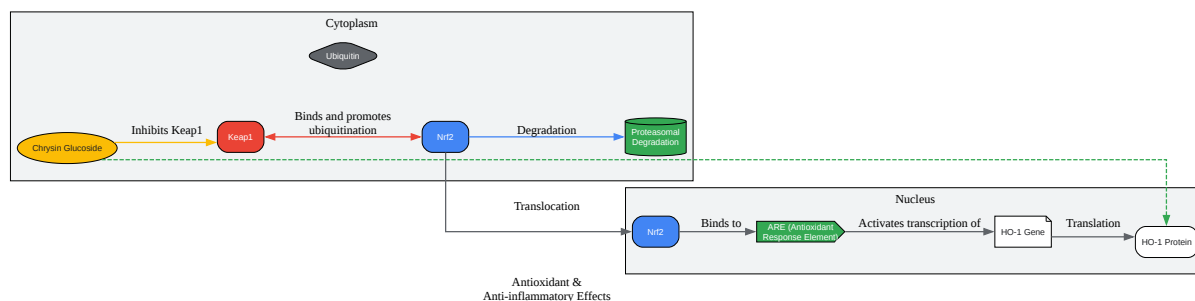 Cytoplasm
Ubiquitin
Inhibits Keap1
Binds and promotes
ubiquitination
Degradation
Chrysin Glucoside
Keap1
Nrf2
Proteasomal
Degradation
Translocation
Nucleus
Nrf2
Binds to
ARE (Antioxidant
Response Element)
Activates transcription of
HO-1 Gene
Translation
HO-1 Protein
Antioxidant &
Anti-inflammatory Effects